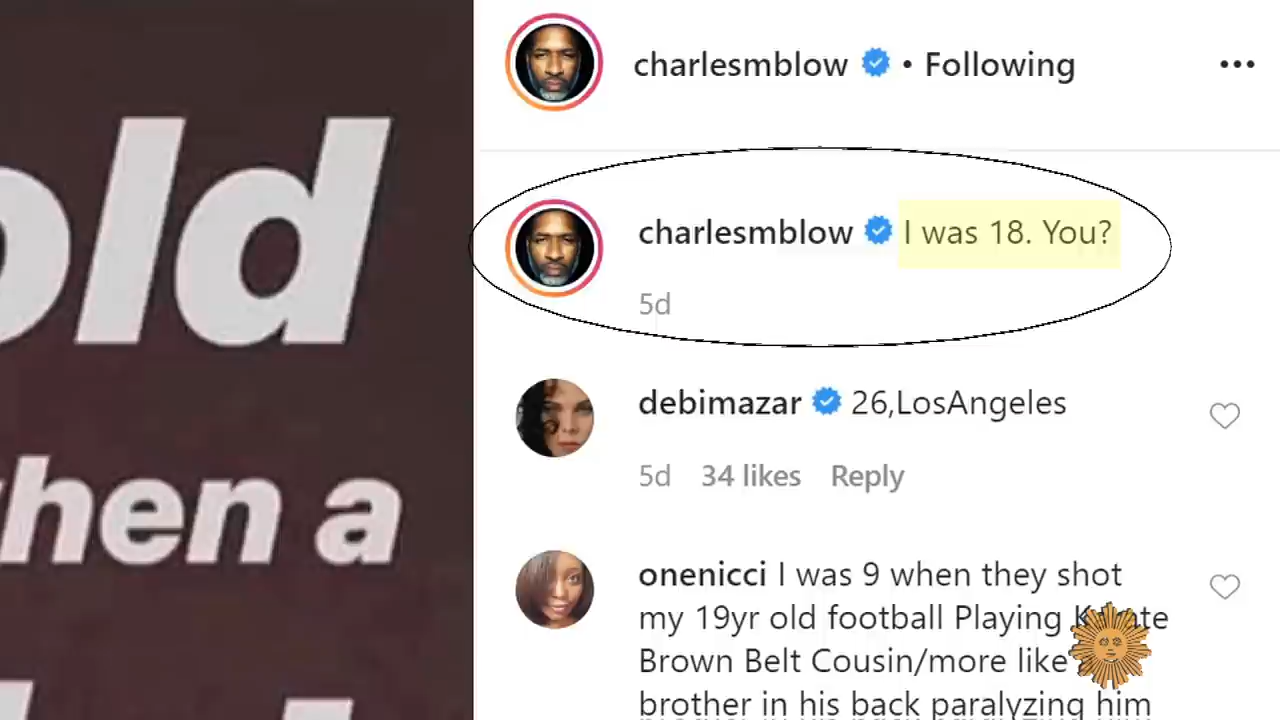 old
when a
charlesmblow • Following
charlesmblow I was 18. You?
5d
debimazar 26,LosAngeles
5d 34 likes Reply
onenicci I was 9 when they shot
my 19yr old football Playing Karate
Brown Belt Cousin/more like
brother in his back paralyzing him